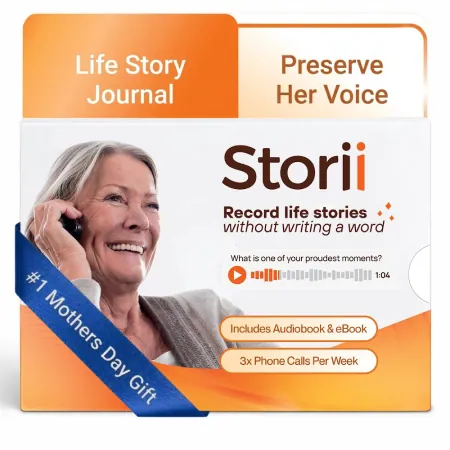 Life Story
Journal
Preserve
Her Voice
Storii
Record life stories
without writing a word
What is one of your proudest moments?
1:04
#1 Mothers Day Gift
Includes Audiobook & eBook
3x Phone Calls Per Week